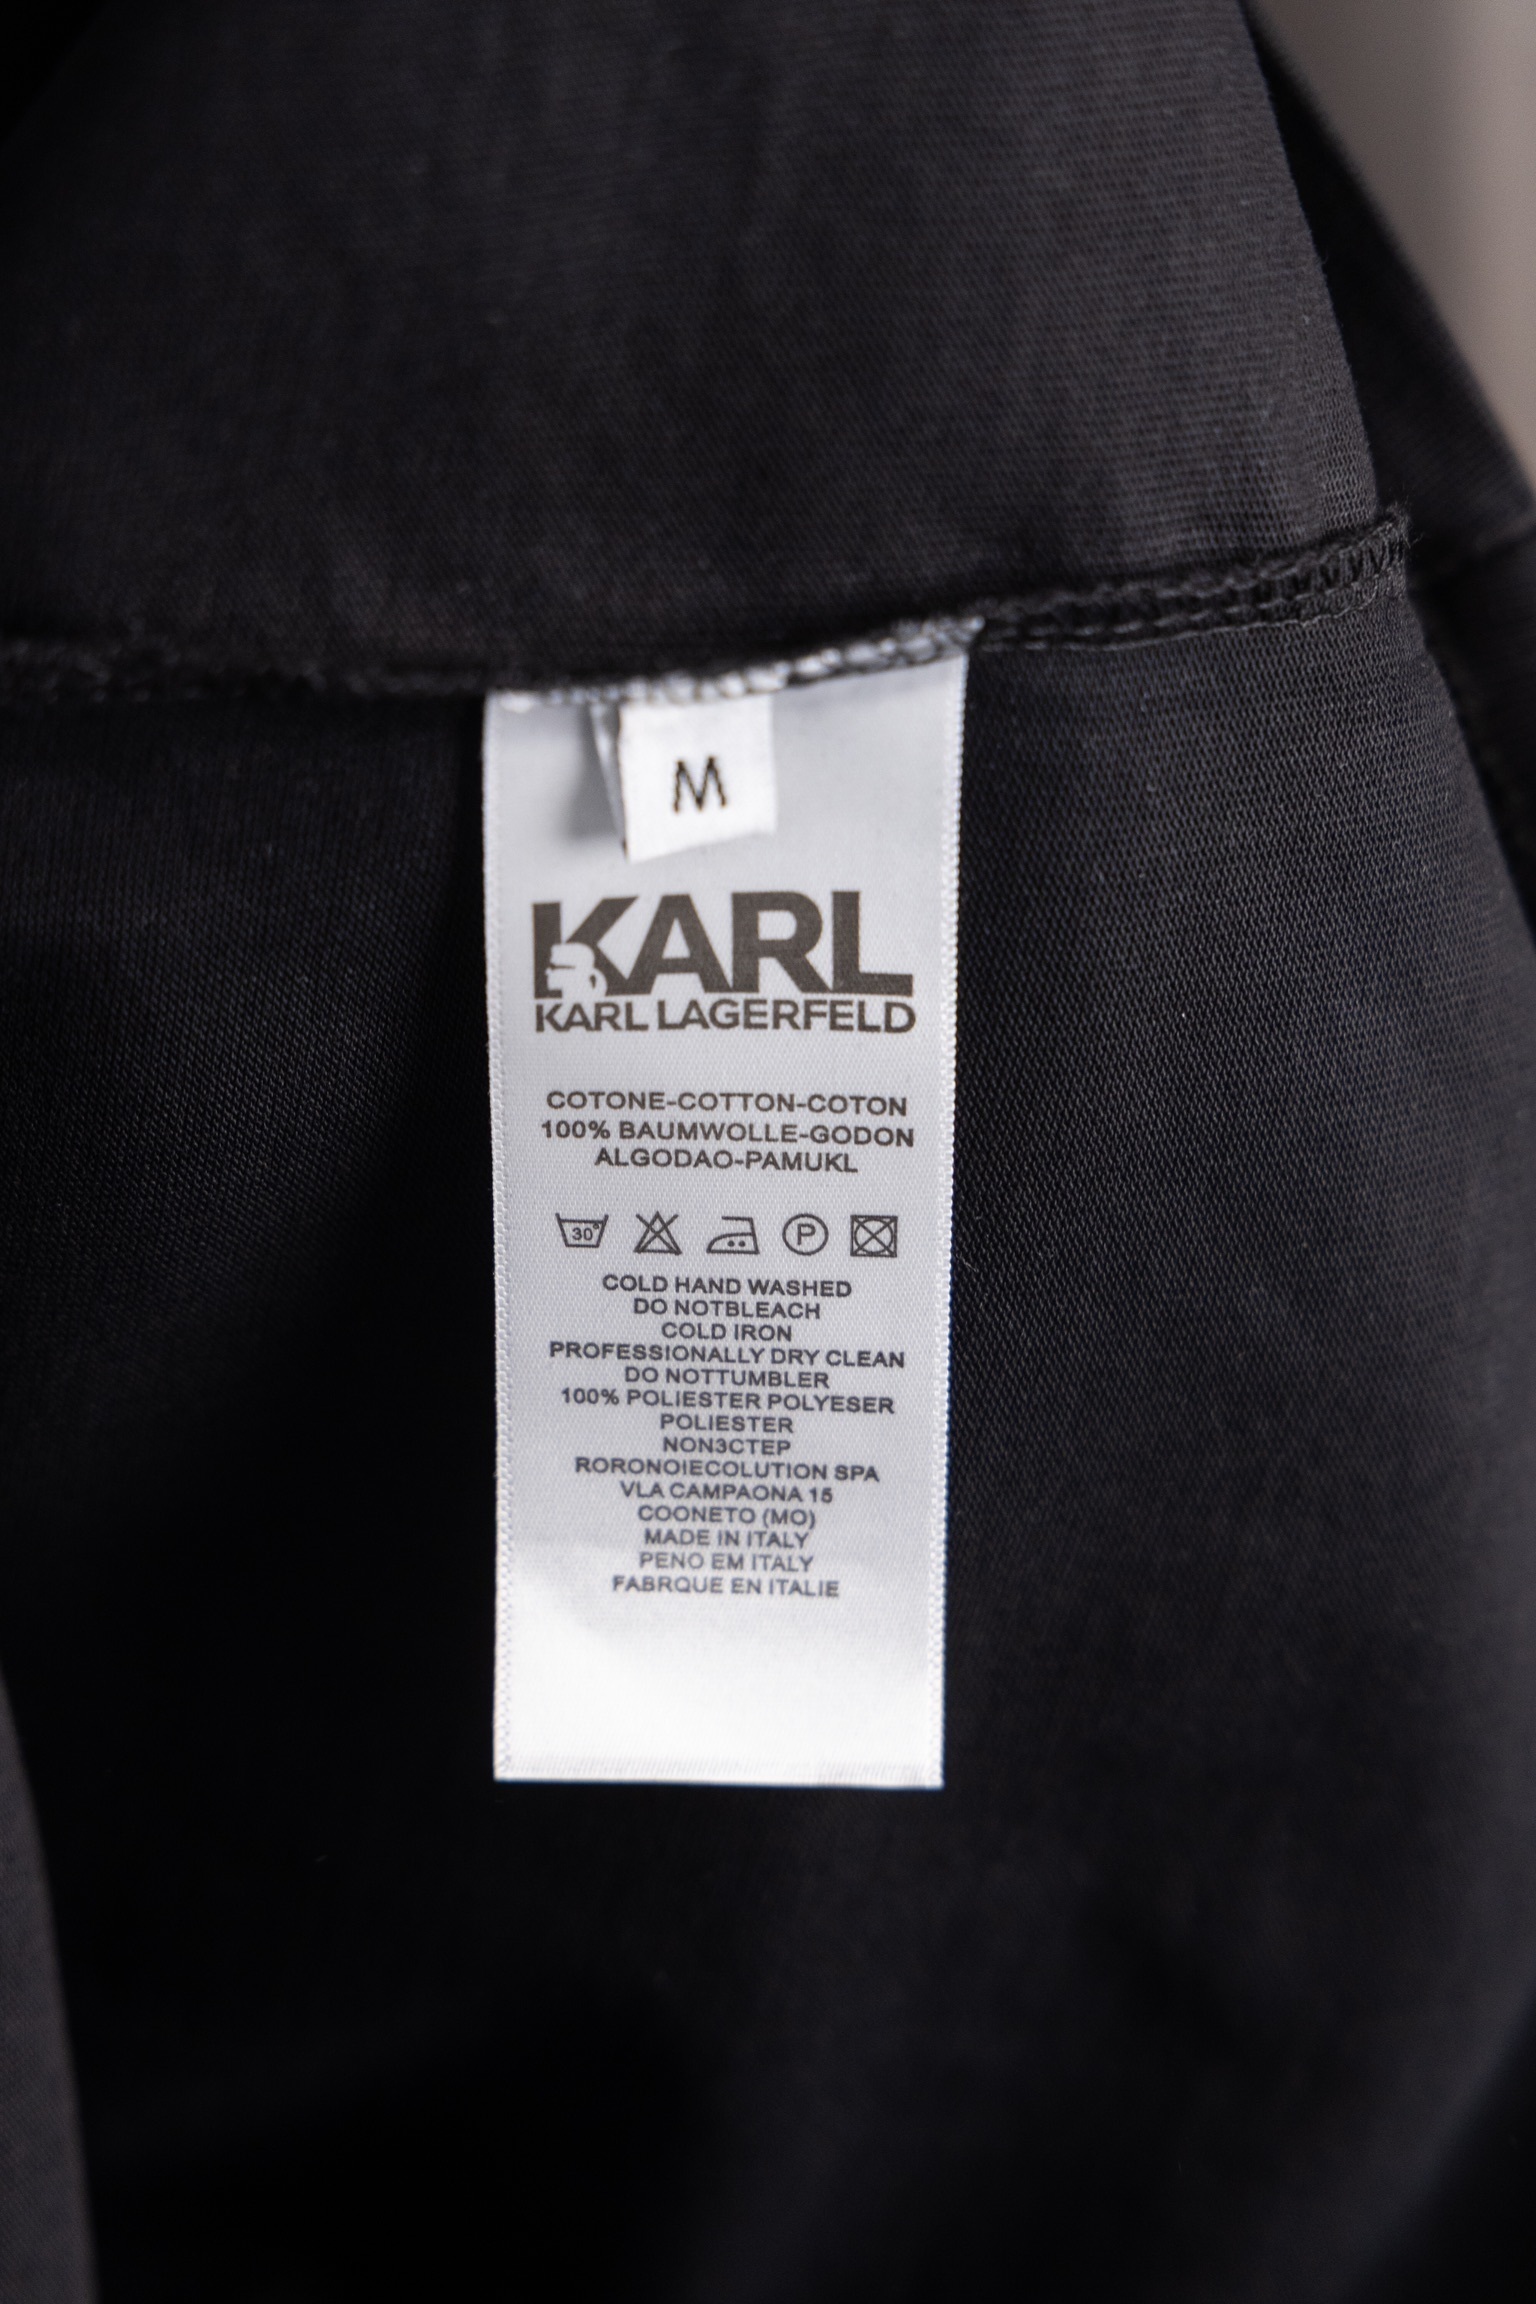 M
KARL
KARL LAGERFELD
COTONE-COTTON-COTON
100% BAUMWOLLE-GODON
ALGODAO-PAMUKL
30° P
COLD HAND WASHED
DO NOTBLEACH
COLD IRON
PROFESSIONALLY DRY CLEAN
DO NOTTUMBLER
100% POLIESTER POLYESER
POLIESTER
NON3CTEP
RORONOIECOLUTION SPA
VLA CAMPAONA 15
COONETO (MO)
MADE IN ITALY
PENO EM ITALY
FABRQUE EN ITALIE